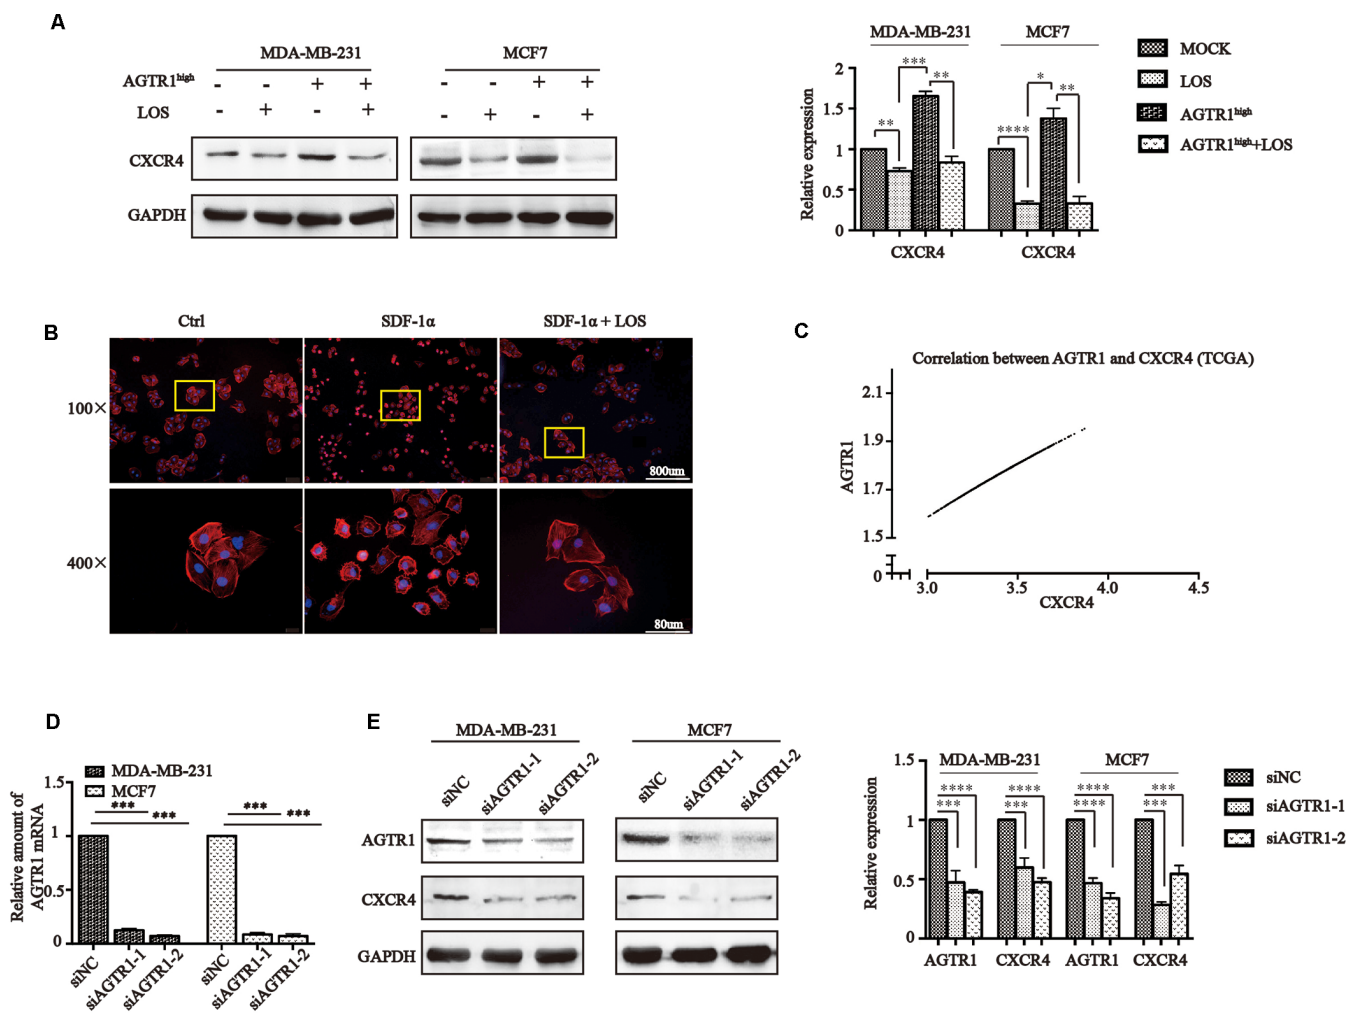 A
MDA-MB-231
MCF7
AGTR1high - - + + - - + +
LOS - + - + - + - +
CXCR4
GAPDH
MDA-MB-231
MCF7
Relative expression
2
1.5
1
0.5
0
** *** ** **** * **
CXCR4
CXCR4
MOCK
LOS
AGTR1high
AGTR1high+LOS
B
Ctrl
SDF-1α
SDF-1α + LOS
100×
800um
400×
80um
C
Correlation between AGTR1 and CXCR4 (TCGA)
AGTR1
2.1
1.9
1.7
1.5
0
3.0 3.5 4.0 4.5
CXCR4
D
MDA-MB-231
MCF7
Relative amount of
AGTR1 mRNA
1
0.5
0
*** *** *** ***
siNC siAGTR1-1 siAGTR1-2 siNC siAGTR1-1 siAGTR1-2
E
MDA-MB-231
MCF7
siNC siAGTR1-1 siAGTR1-2 siNC siAGTR1-1 siAGTR1-2
AGTR1
CXCR4
GAPDH
Relative expression
1.5
1
0.5
0
MDA-MB-231
MCF7
**** **** **** ***
*** *** **** ***
AGTR1 CXCR4 AGTR1 CXCR4
siNC
siAGTR1-1
siAGTR1-2